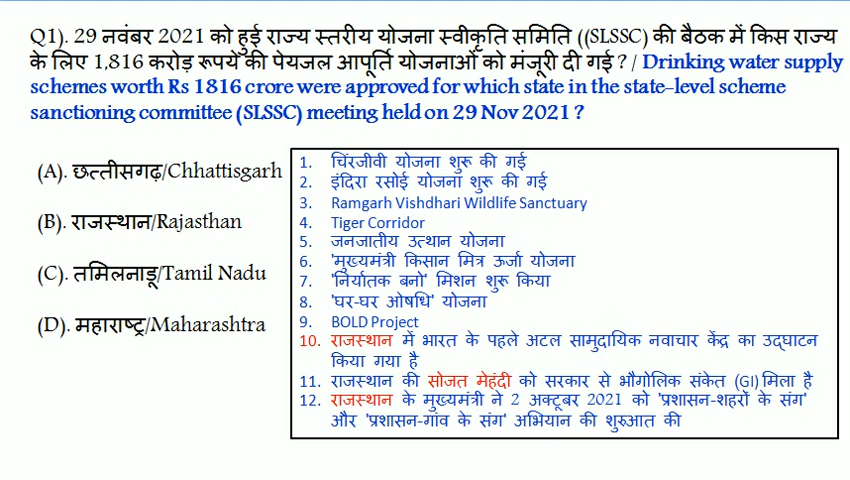 Q1). 29 नवंबर 2021 को हुई राज्य स्तरीय योजना स्वीकृति समिति ((SLSSC) की बैठक में किस राज्य
के लिए 1,816 करोड़ रूपये की पेयजल आपूर्ति योजनाओं को मंजूरी दी गई ? / Drinking water supply
schemes worth Rs 1816 crore were approved for which state in the state-level scheme
sanctioning committee (SLSSC) meeting held on 29 Nov 2021 ?
(A). छत्तीसगढ़/Chhattisgarh
(B). राजस्थान/Rajasthan
(C). तमिलनाडू/Tamil Nadu
(D). महाराष्ट्र/Maharashtra
1. चिंरजीवी योजना शुरू की गई
2. इंदिरा रसोई योजना शुरू की गई
3. Ramgarh Vishdhari Wildlife Sanctuary
4. Tiger Corridor
5. जनजातीय उत्थान योजना
6. 'मुख्यमंत्री किसान मित्र ऊर्जा योजना
7. 'निर्यातक बनो' मिशन शुरू किया
8. 'घर-घर ओषधि' योजना
9. BOLD Project
10. राजस्थान में भारत के पहले अटल सामुदायिक नवाचार केंद्र का उद्घाटन
किया गया है
11. राजस्थान की सोजत मेहंदी को सरकार से भौगोलिक संकेत (GI) मिला है
12. राजस्थान के मुख्यमंत्री ने 2 अक्टूबर 2021 को 'प्रशासन-शहरों के संग'
और 'प्रशासन-गांव के संग' अभियान की शुरुआत की